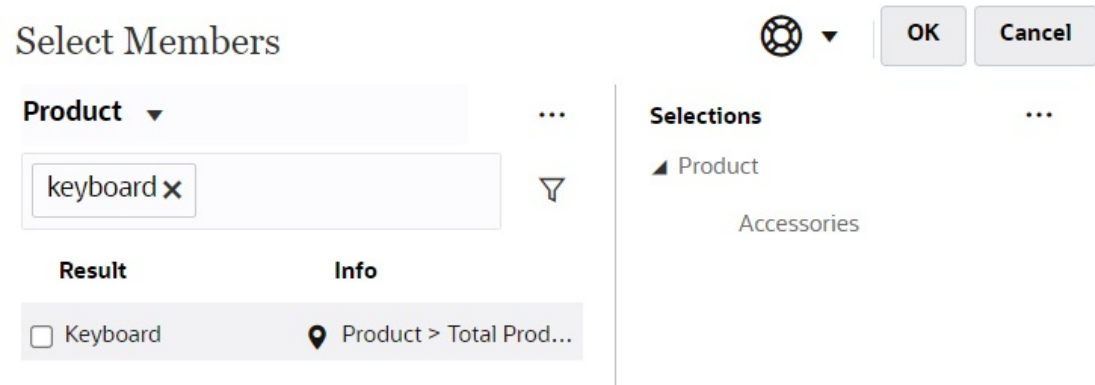 Select Members
OK
Cancel
Product
...
keyboard
Result
Info
Keyboard
Product > Total Prod...
Selections
...
Product
Accessories